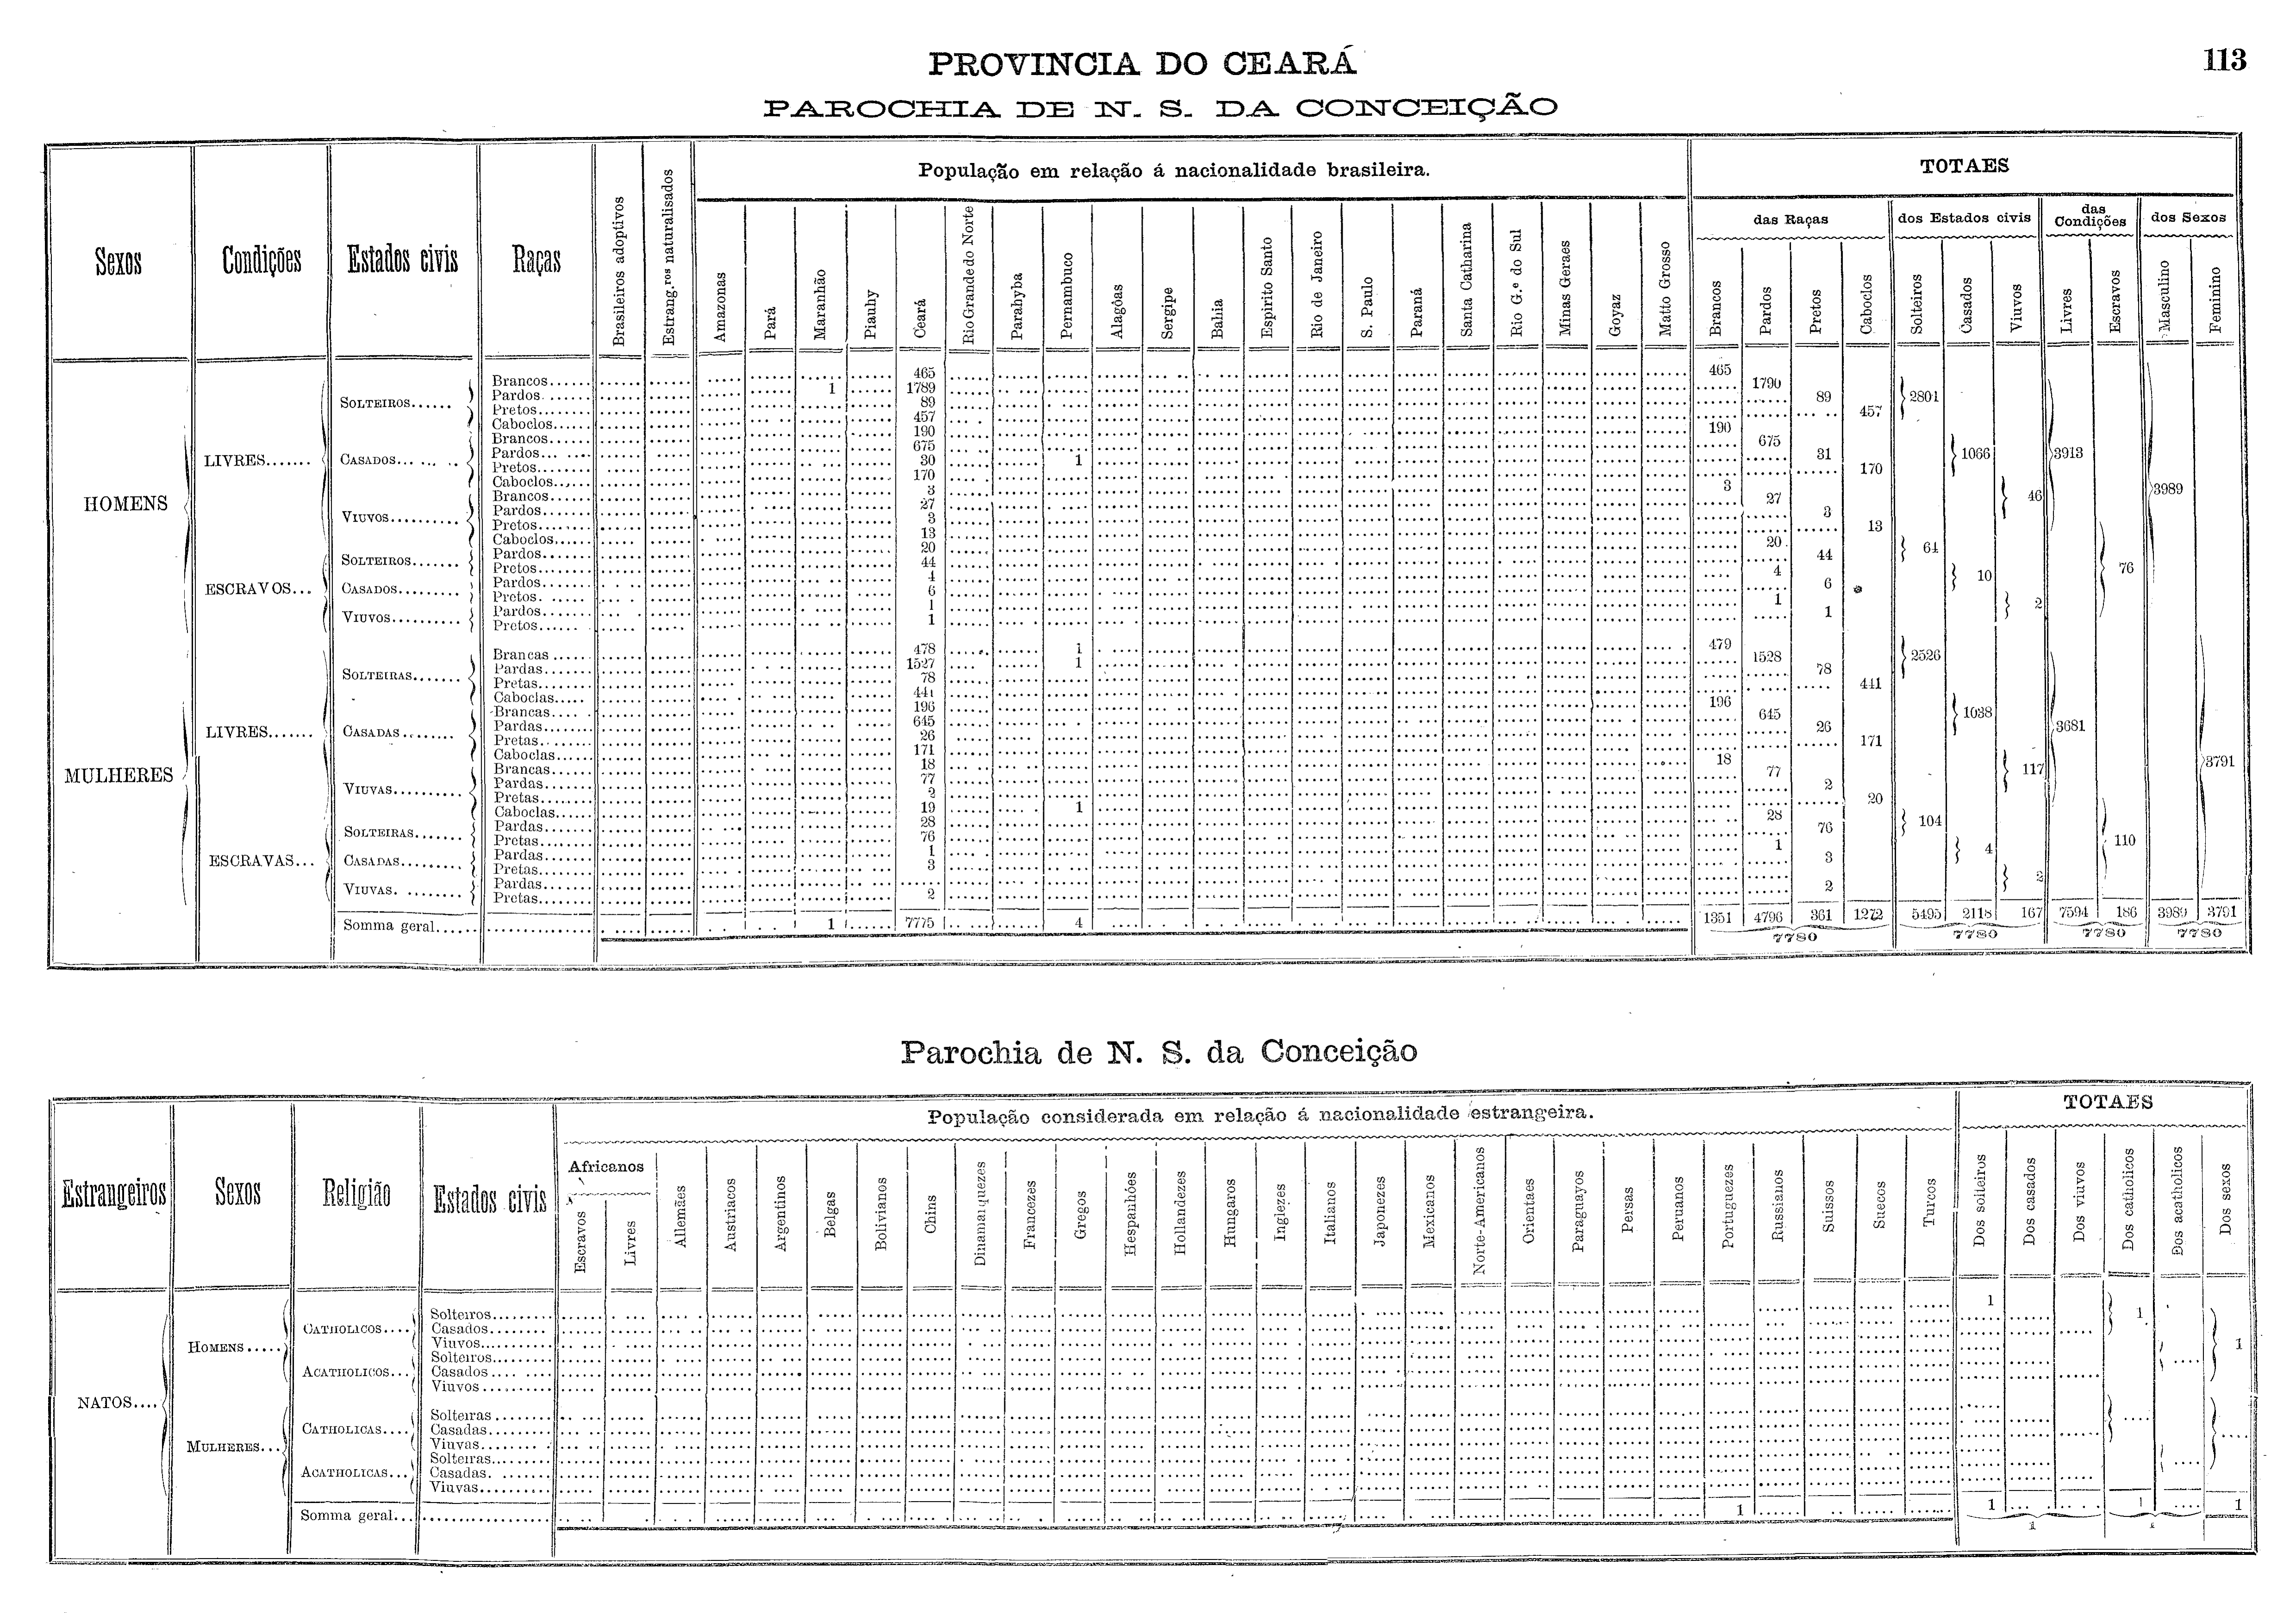 PROVINCIA DO CEARÁ
113
PAROCHIA DE N. S. DA CONCEIÇÃO
Sexos Condições Estados civis Raças Brasileiros adoptivos Estrang.ros naturalisados
População em relação á nacionalidade brasileira.
Amazonas Pará Maranhão Piauhy Ceará Rio Grande do Norte Parahyba Pernambuco Alagôas Sergipe Bahia Espirito Santo Rio de Janeiro S. Paulo Paraná Santa Catharina Rio G.e do Sul Minas Geraes Goyaz Matto Grosso
TOTAES
das Raças dos Estados civis das Condições dos Sexos
Brancos Pardos Pretos Caboclos Solteiros Casados Viuvos Livres Escravos Masculino Feminino
HOMENS
LIVRES.......
SOLTEIROS......
Brancos...... 465 465
Pardos. ...... 1 1789 1790
Pretos....... 89 89 2801
Caboclos..... 457 457
CASADOS... ... ..
Brancos...... 190 190
Pardos... .... 675 675
Pretos....... 30 1 31 1066 3913
Caboclos..... 170 170
VIUVOS..........
Brancos...... 3 3
Pardos....... 27 27 46 3989
Pretos....... 3 3
Caboclos..... 13 13
ESCRAVOS...
SOLTEIROS.......
Pardos....... 20 20 64
Pretos....... 44 44
CASADOS.........
Pardos....... 4 4 10 76
Pretos. ..... 6 6
VIUVOS..........
Pardos....... 1 1 2
Pretos...... 1 1
MULHERES
LIVRES.......
SOLTEIRAS.......
Brancas ..... 478 1 479
Pardas....... 1527 1 1528 2526
Pretas....... 78 78
Caboclas..... 441 441
CASADAS ........
Brancas.... 196 196
Pardas....... 645 645 1038
Pretas....... 26 26 3681
Caboclas..... 171 171
VIUVAS..........
Brancas...... 18 18
Pardas....... 77 77 117 3791
Pretas....... 2 2
Caboclas..... 19 1 20
ESCRAVAS...
SOLTEIRAS.......
Pardas....... 28 28 104
Pretas....... 76 76
CASADAS.........
Pardas....... 1 1 4 110
Pretas....... 3 3
VIUVAS. ........
Pardas....... 2
Pretas....... 2 2
Somma geral...... 1 7775 4 1351 4796 361 1272 5495 2118 167 7594 186 3989 3791
7780 7780 7780 7780
Parochia de N. S. da Conceição
Estrangeiros Sexos Religião Estados civis
População considerada em relação á nacionalidade estrangeira.
Africanos
Escravos Livres Allemães Austriacos Argentinos Belgas Bolivianos China Dinamarquezes Francezes Gregos Hespanhóes Hollandezes Hungaros Inglezes Italianos Japonezes Mexicanos Norte-Americanos Orientaes Paraguayos Persas Peruanos Portuguezes Russianos Suissos Suecos Turcos
TOTAES
Dos solteiros Dos casados Dos viuvos Dos catholicos Dos acatholicos Dos sexos
NATOS....
HOMENS.....
CATHOLICOS....
Solteiros......... 1
Casados......... 1
Viuvos.......... 1
ACATHOLICOS...
Solteiros.........
Casados.... ....
Viuvos ..........
MULHERES...
CATHOLICAS....
Solteiras ........
Casadas.........
Viuvas..........
ACATHOLICAS...
Solteiras.........
Casadas. ........
Viuvas..........
Somma geral... 1 1 1 1
1 1